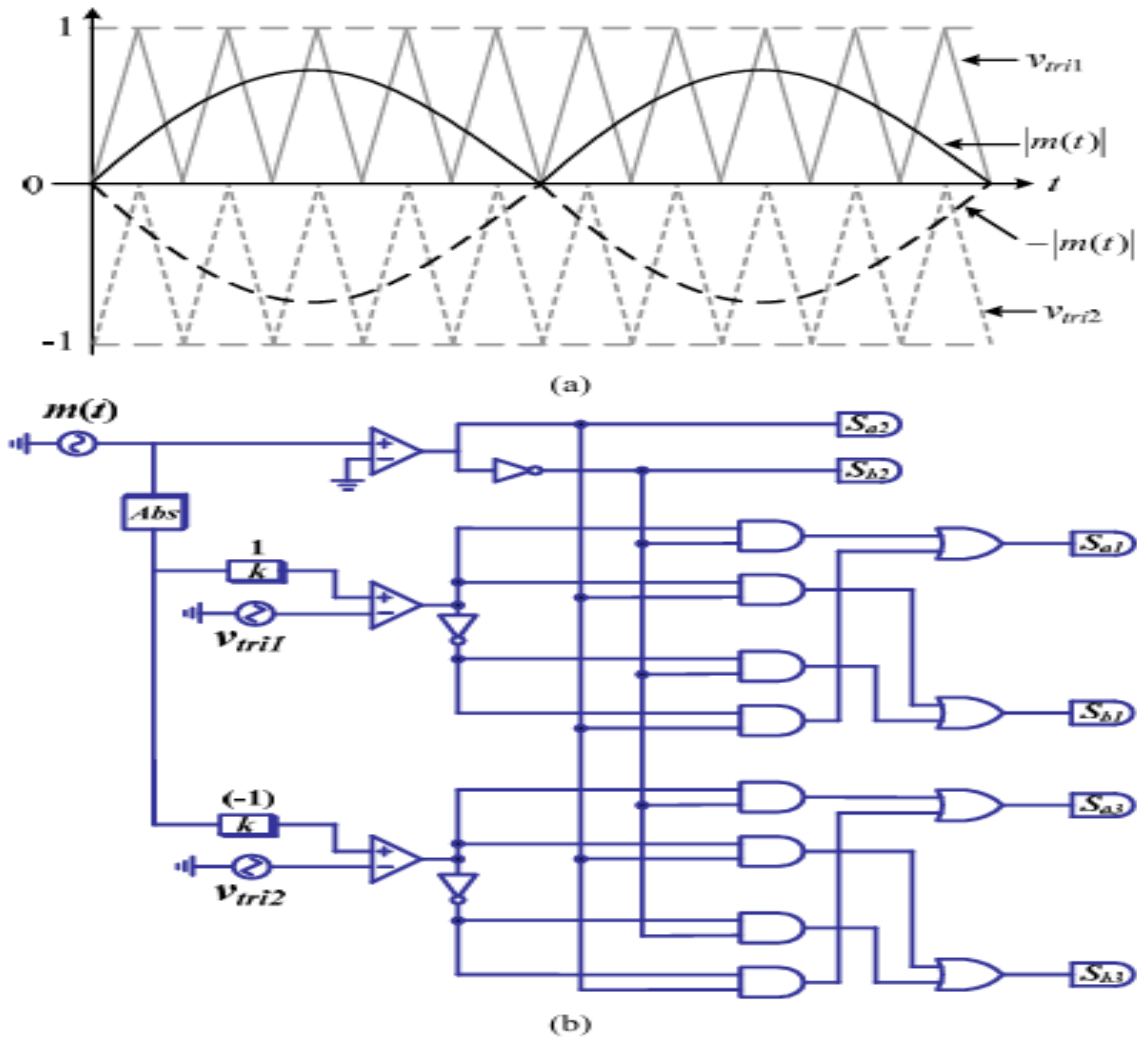 1
v_tri1
|m(t)|
0
t
−|m(t)|
v_tri2
-1
(a)
m(t)
+
−
S_a2
S_b2
Abs
1
k
+
−
v_tri1
S_a1
S_b1
(-1)
k
+
−
v_tri2
S_a3
S_b3
(b)